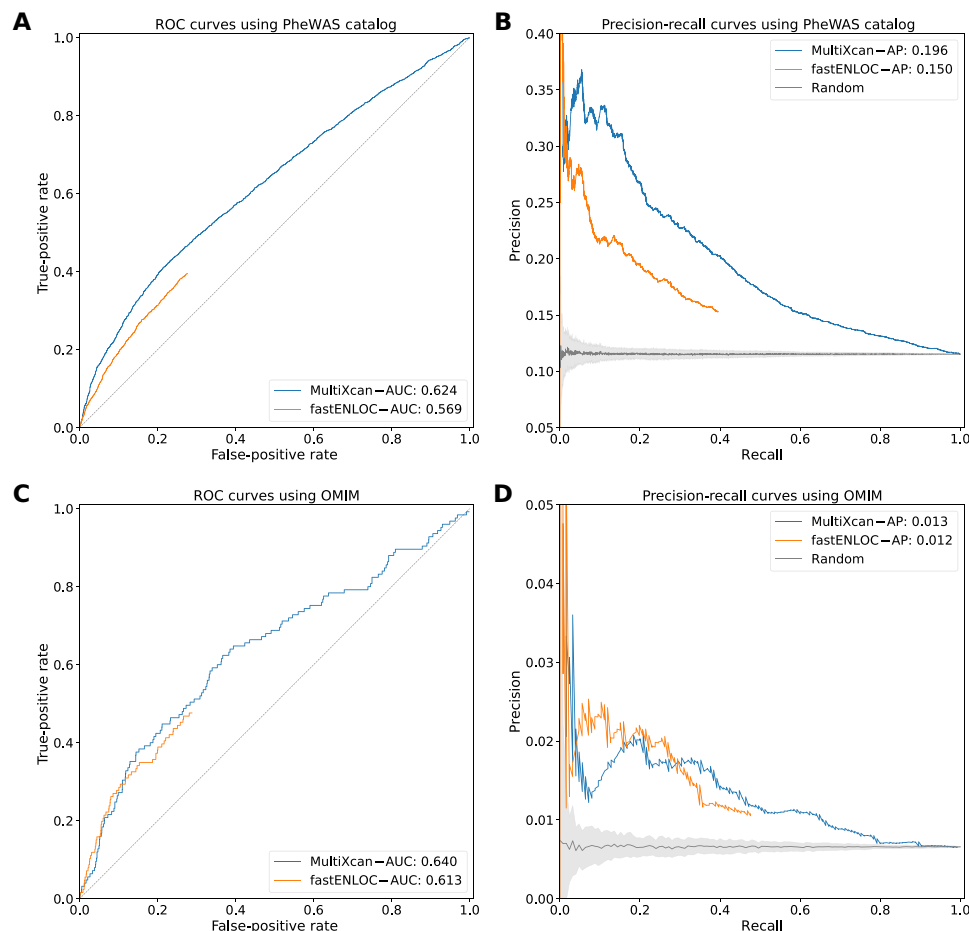 A
ROC curves using PheWAS catalog
1.0
0.8
0.6
0.4
0.2
0.0
True-positive rate
MultiXcan−AUC: 0.624
fastENLOC−AUC: 0.569
0.0 0.2 0.4 0.6 0.8 1.0
False-positive rate
B
Precision-recall curves using PheWAS catalog
0.40
0.35
0.30
0.25
0.20
0.15
0.10
0.05
Precision
MultiXcan−AP: 0.196
fastENLOC−AP: 0.150
Random
0.0 0.2 0.4 0.6 0.8 1.0
Recall
C
ROC curves using OMIM
1.0
0.8
0.6
0.4
0.2
0.0
True-positive rate
MultiXcan−AUC: 0.640
fastENLOC−AUC: 0.613
0.0 0.2 0.4 0.6 0.8 1.0
False-positive rate
D
Precision-recall curves using OMIM
0.05
0.04
0.03
0.02
0.01
0.00
Precision
MultiXcan−AP: 0.013
fastENLOC−AP: 0.012
Random
0.0 0.2 0.4 0.6 0.8 1.0
Recall